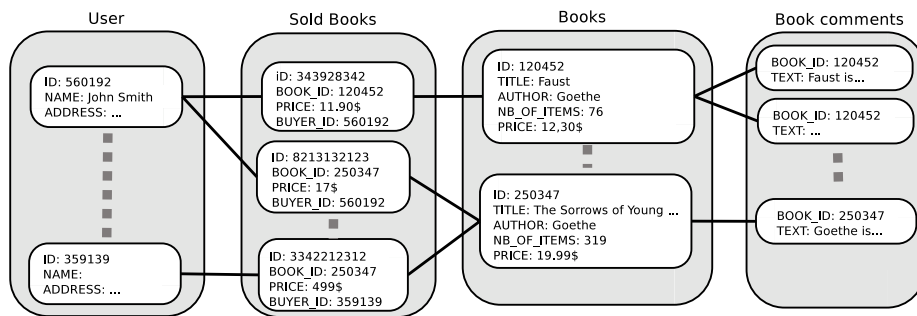 User
ID: 560192
NAME: John Smith
ADDRESS: ...
ID: 359139
NAME:
ADDRESS: ...
Sold Books
iD: 343928342
BOOK_ID: 120452
PRICE: 11.90$
BUYER_ID: 560192
ID: 8213132123
BOOK_ID: 250347
PRICE: 17$
BUYER_ID: 560192
ID: 3342212312
BOOK_ID: 250347
PRICE: 499$
BUYER_ID: 359139
Books
ID: 120452
TITLE: Faust
AUTHOR: Goethe
NB_OF_ITEMS: 76
PRICE: 12,30$
ID: 250347
TITLE: The Sorrows of Young ...
AUTHOR: Goethe
NB_OF_ITEMS: 319
PRICE: 19.99$
Book comments
BOOK_ID: 120452
TEXT: Faust is...
BOOK_ID: 120452
TEXT: ...
BOOK_ID: 250347
TEXT: Goethe is...